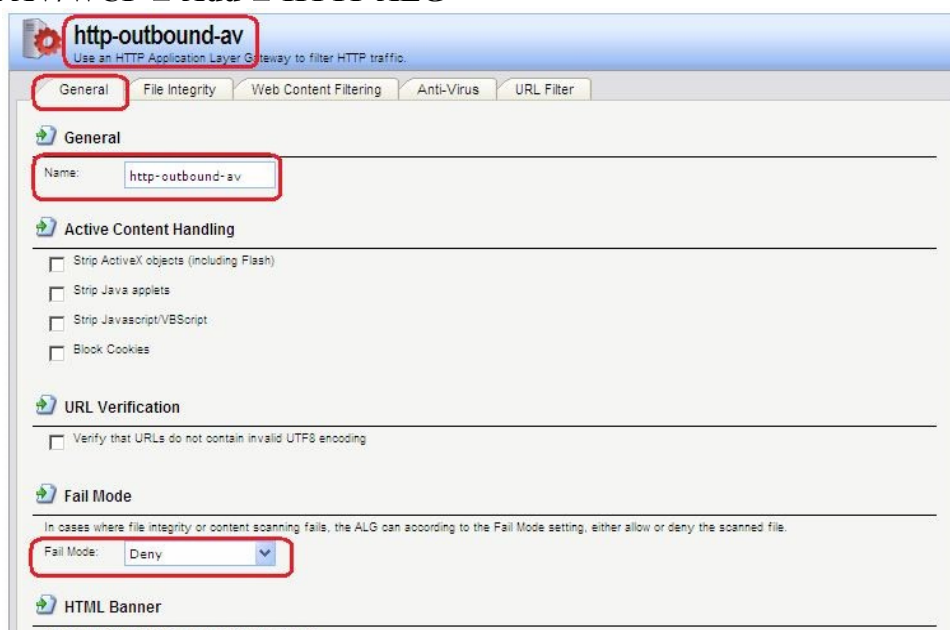 http-outbound-av
Use an HTTP Application Layer Gateway to filter HTTP traffic.
General File Integrity Web Content Filtering Anti-Virus URL Filter
General
Name: http-outbound-av
Active Content Handling
Strip ActiveX objects (including Flash)
Strip Java applets
Strip Javascript/VBScript
Block Cookies
URL Verification
Verify that URLs do not contain invalid UTF8 encoding
Fail Mode
In cases where file integrity or content scanning fails, the ALG can according to the Fail Mode setting, either allow or deny the scanned file.
Fail Mode: Deny
HTML Banner